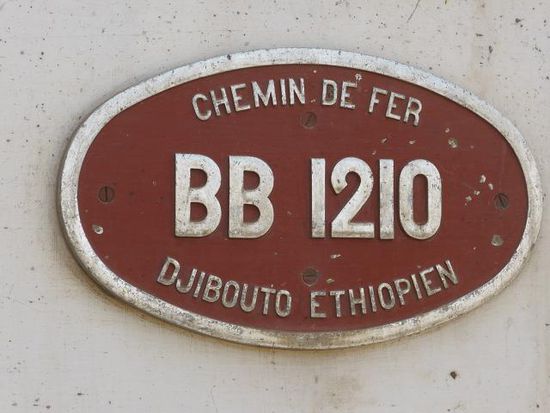 CHEMIN DE FER
BB 1210
DJIBOUTO ETHIOPIEN